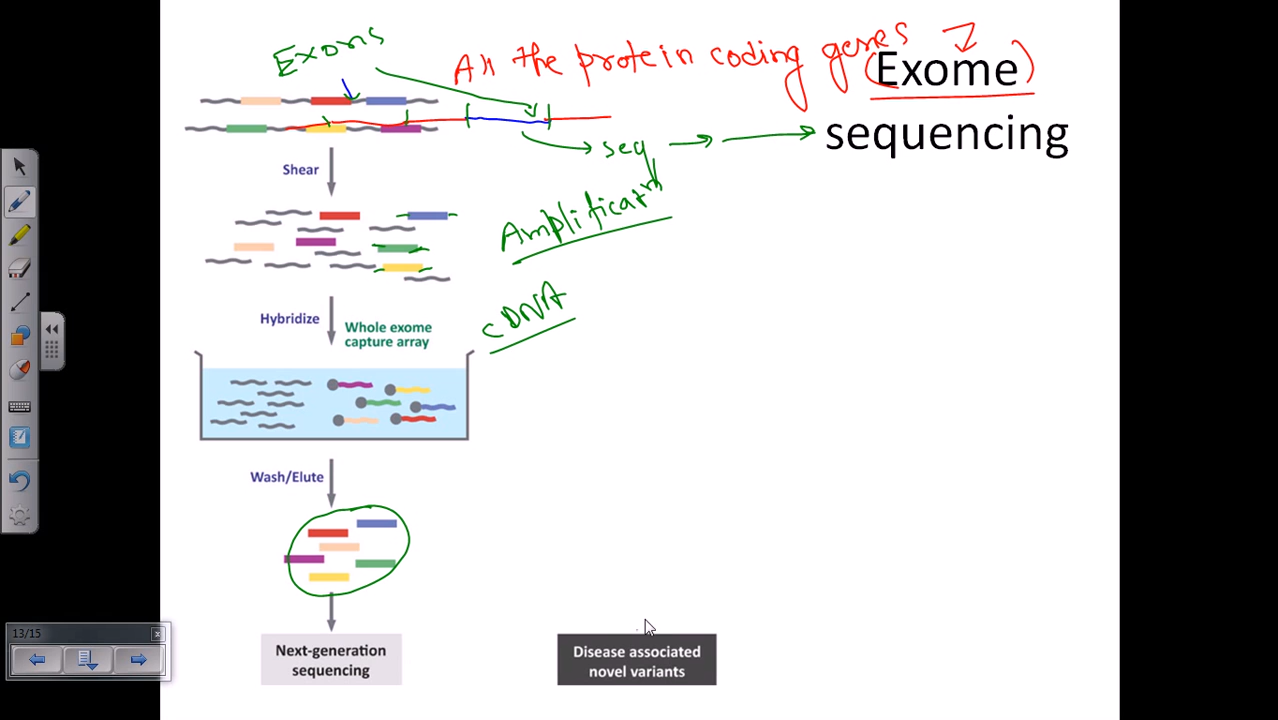 Exons
All the protein coding genes
(Exome)
sequencing
seq
Shear
Amplificatn
cDNA
Hybridize
Whole exome
capture array
Wash/Elute
13/15
Next-generation
sequencing
Disease associated
novel variants